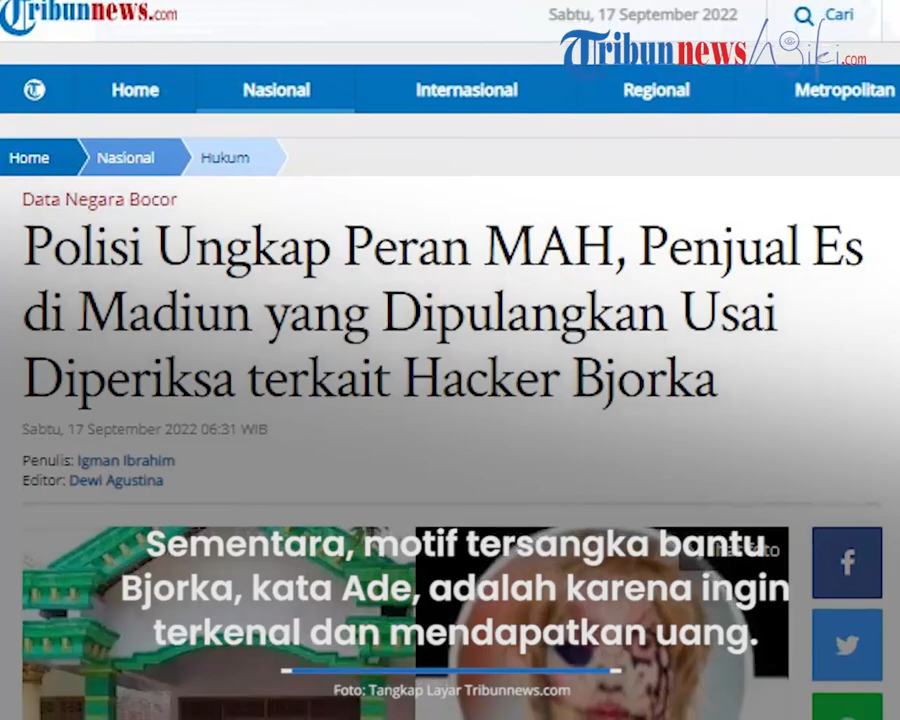 Tribunnews.com
Sabtu, 17 September 2022
Cari
Tribunnewswiki.com
Home
Nasional
Internasional
Regional
Metropolitan
Home
Nasional
Hukum
Data Negara Bocor
Polisi Ungkap Peran MAH, Penjual Es
di Madiun yang Dipulangkan Usai
Diperiksa terkait Hacker Bjorka
Sabtu, 17 September 2022 06:31 WIB
Penulis: Igman Ibrahim
Editor: Dewi Agustina
Sementara, motif tersangka bantu
Bjorka, kata Ade, adalah karena ingin
terkenal dan mendapatkan uang.
Foto: Tangkap Layar Tribunnews.com